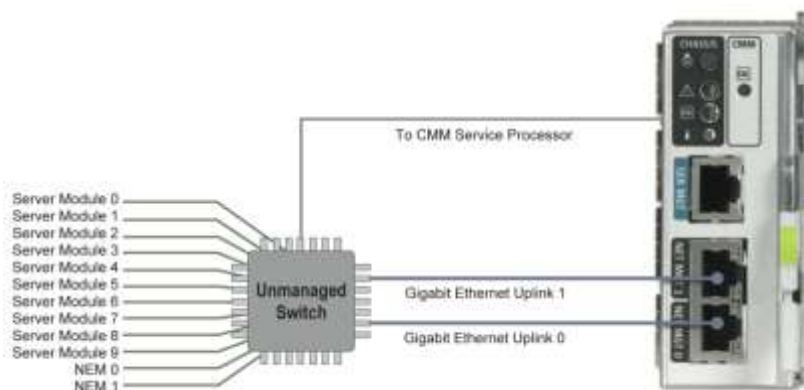 CHASSIS
CMM
OK
To CMM Service Processor
Server Module 0
Server Module 1
Server Module 2
Server Module 3
Server Module 4
Server Module 5
Server Module 6
Server Module 7
Server Module 8
Server Module 9
NEM 0
NEM 1
Unmanaged
Switch
Gigabit Ethernet Uplink 1
Gigabit Ethernet Uplink 0